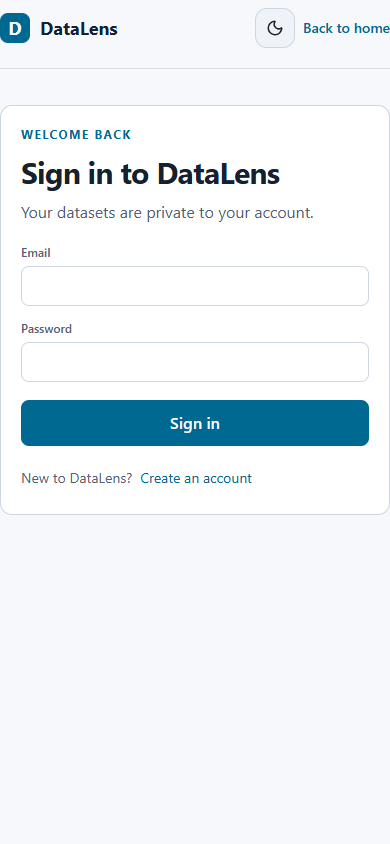 D DataLens Back to home
WELCOME BACK
Sign in to DataLens
Your datasets are private to your account.
Email
Password
Sign in
New to DataLens? Create an account